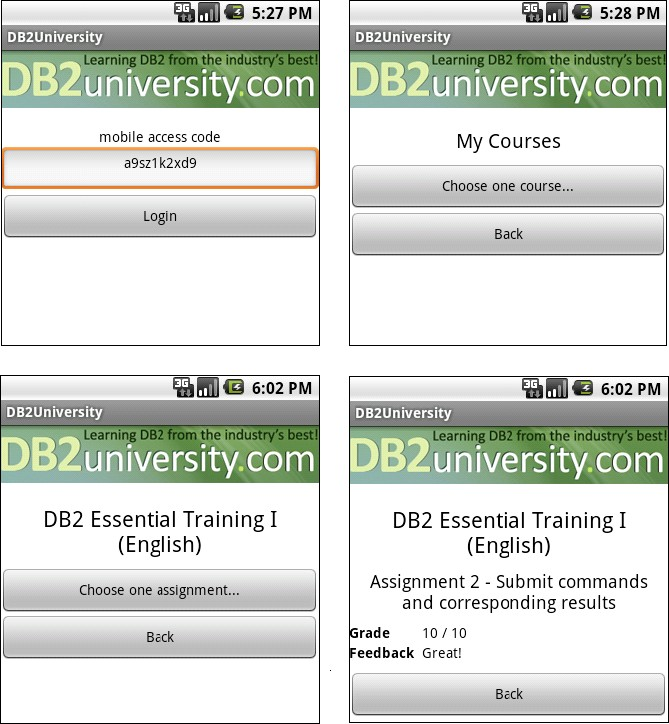 3G 5:27 PM
DB2University
Learning DB2 from the industry's best!
DB2university.com
mobile access code
a9sz1k2xd9
Login
3G 5:28 PM
DB2University
Learning DB2 from the industry's best!
DB2university.com
My Courses
Choose one course...
Back
3G 6:02 PM
DB2University
Learning DB2 from the industry's best!
DB2university.com
DB2 Essential Training I
(English)
Choose one assignment...
Back
3G 6:02 PM
DB2University
Learning DB2 from the industry's best!
DB2university.com
DB2 Essential Training I
(English)
Assignment 2 - Submit commands
and corresponding results
Grade 10 / 10
Feedback Great!
Back